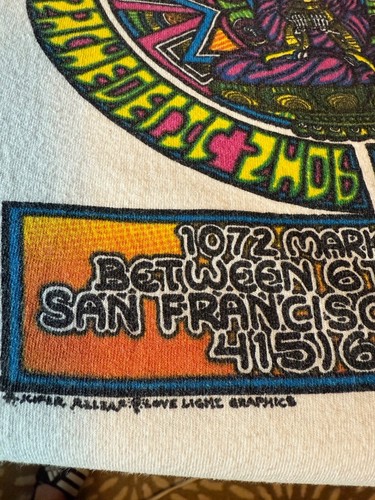 PSYCHEDELIC SHOP
1072 MARK
BETWEEN 6T
SAN FRANCISC
415) 6
LOVE LIGHT GRAPHICS